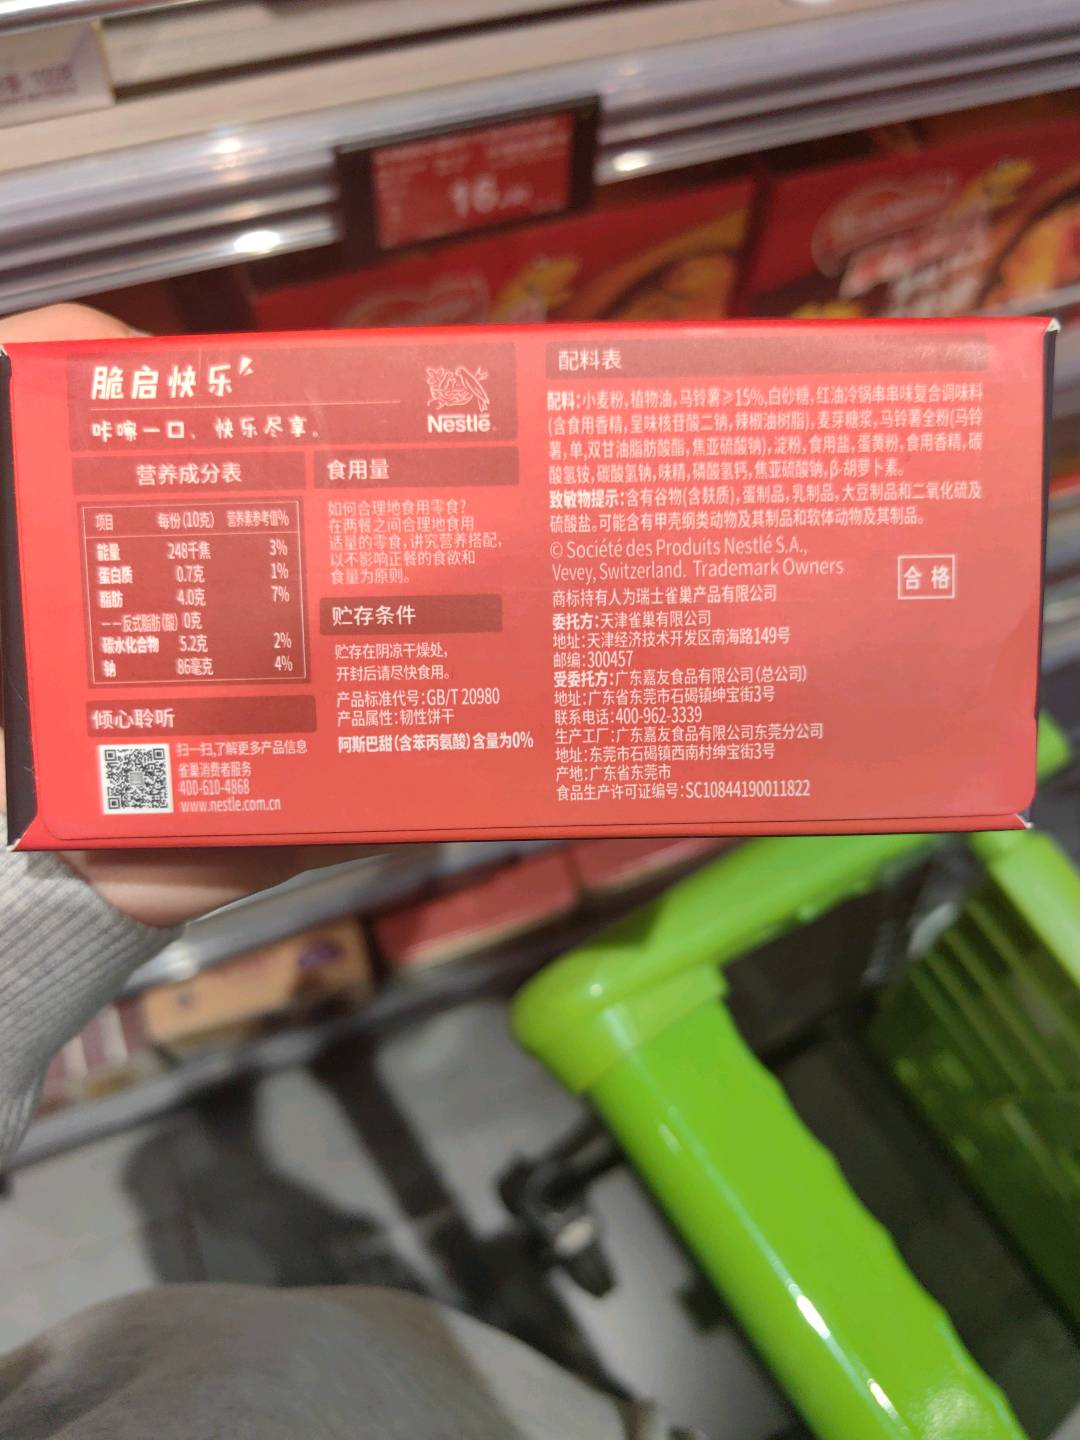 16.
脆启快乐
咔嚓一口、快乐尽享。
Nestlé
营养成分表
项目 每份(10克) 营养素参考值%
能量 248千焦 3%
蛋白质 0.7克 1%
脂肪 4.0克 7%
--反式脂肪(酸) 0克
碳水化合物 5.2克 2%
钠 86毫克 4%
倾心聆听
扫一扫,了解更多产品信息
雀巢消费者服务
400-610-4868
www.nestle.com.cn
食用量
如何合理地食用零食?
在两餐之间合理地食用
适量的零食,讲究营养搭配,
以不影响正餐的食欲和
食量为原则。
贮存条件
贮存在阴凉干燥处,
开封后请尽快食用。
产品标准代号:GB/T 20980
产品属性:韧性饼干
阿斯巴甜(含苯丙氨酸)含量为0%
配料表
配料:小麦粉,植物油,马铃薯≥15%,白砂糖,红油冷锅串串味复合调味料
(含食用香精,呈味核苷酸二钠,辣椒油树脂),麦芽糖浆,马铃薯全粉(马铃
薯,单,双甘油脂肪酸酯,焦亚硫酸钠),淀粉,食用盐,蛋黄粉,食用香精,碳
酸氢铵,碳酸氢钠,味精,磷酸氢钙,焦亚硫酸钠,β-胡萝卜素。
致敏物提示:含有谷物(含麸质),蛋制品,乳制品,大豆制品和二氧化硫及
硫酸盐。可能含有甲壳纲类动物及其制品和软体动物及其制品。
© Société des Produits Nestlé S.A.,
Vevey, Switzerland. Trademark Owners
商标持有人为瑞士雀巢产品有限公司
合格
委托方:天津雀巢有限公司
地址:天津经济技术开发区南海路149号
邮编:300457
受委托方:广东嘉友食品有限公司(总公司)
地址:广东省东莞市石碣镇绅宝街3号
联系电话:400-962-3339
生产工厂:广东嘉友食品有限公司东莞分公司
地址:东莞市石碣镇西南村绅宝街3号
产地:广东省东莞市
食品生产许可证编号:SC10844190011822